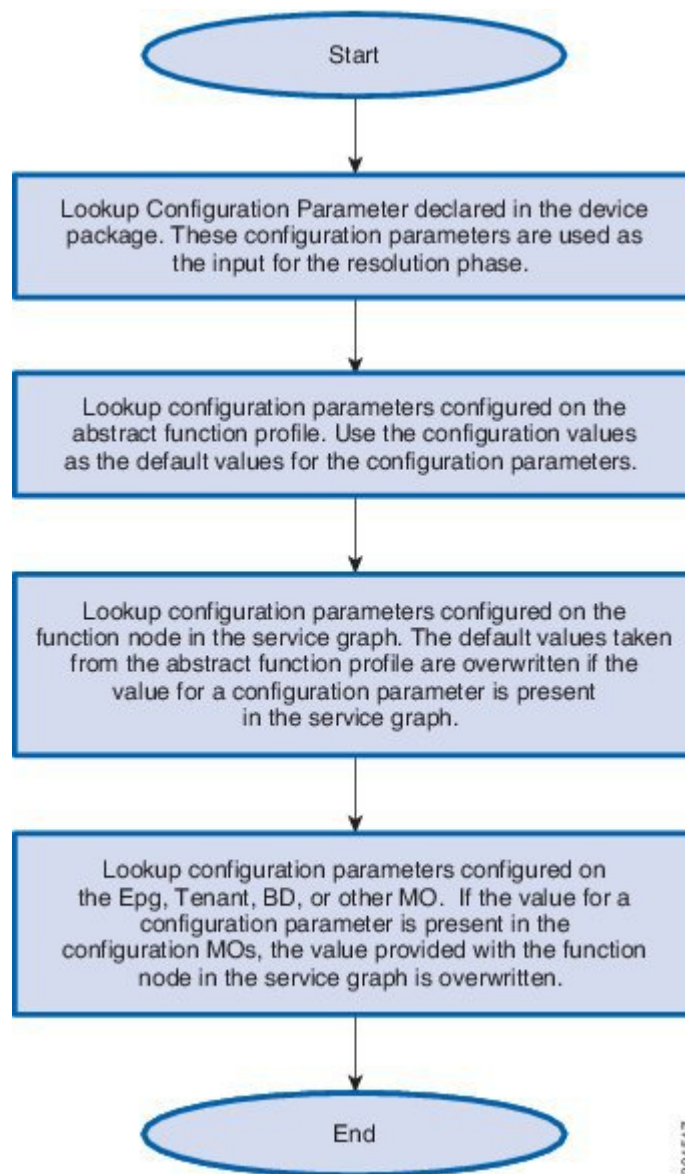 Start
Lookup Configuration Parameter declared in the device
package. These configuration parameters are used as
the input for the resolution phase.
Lookup configuration parameters configured on the
abstract function profile. Use the configuration values
as the default values for the configuration parameters.
Lookup configuration parameters configured on the
function node in the service graph. The default values taken
from the abstract function profile are overwritten if the
value for a configuration parameter is present
in the service graph.
Lookup configuration parameters configured on
the Epg, Tenant, BD, or other MO. If the value for a
configuration parameter is present in the
configuration MOs, the value provided with the function
node in the service graph is overwritten.
End